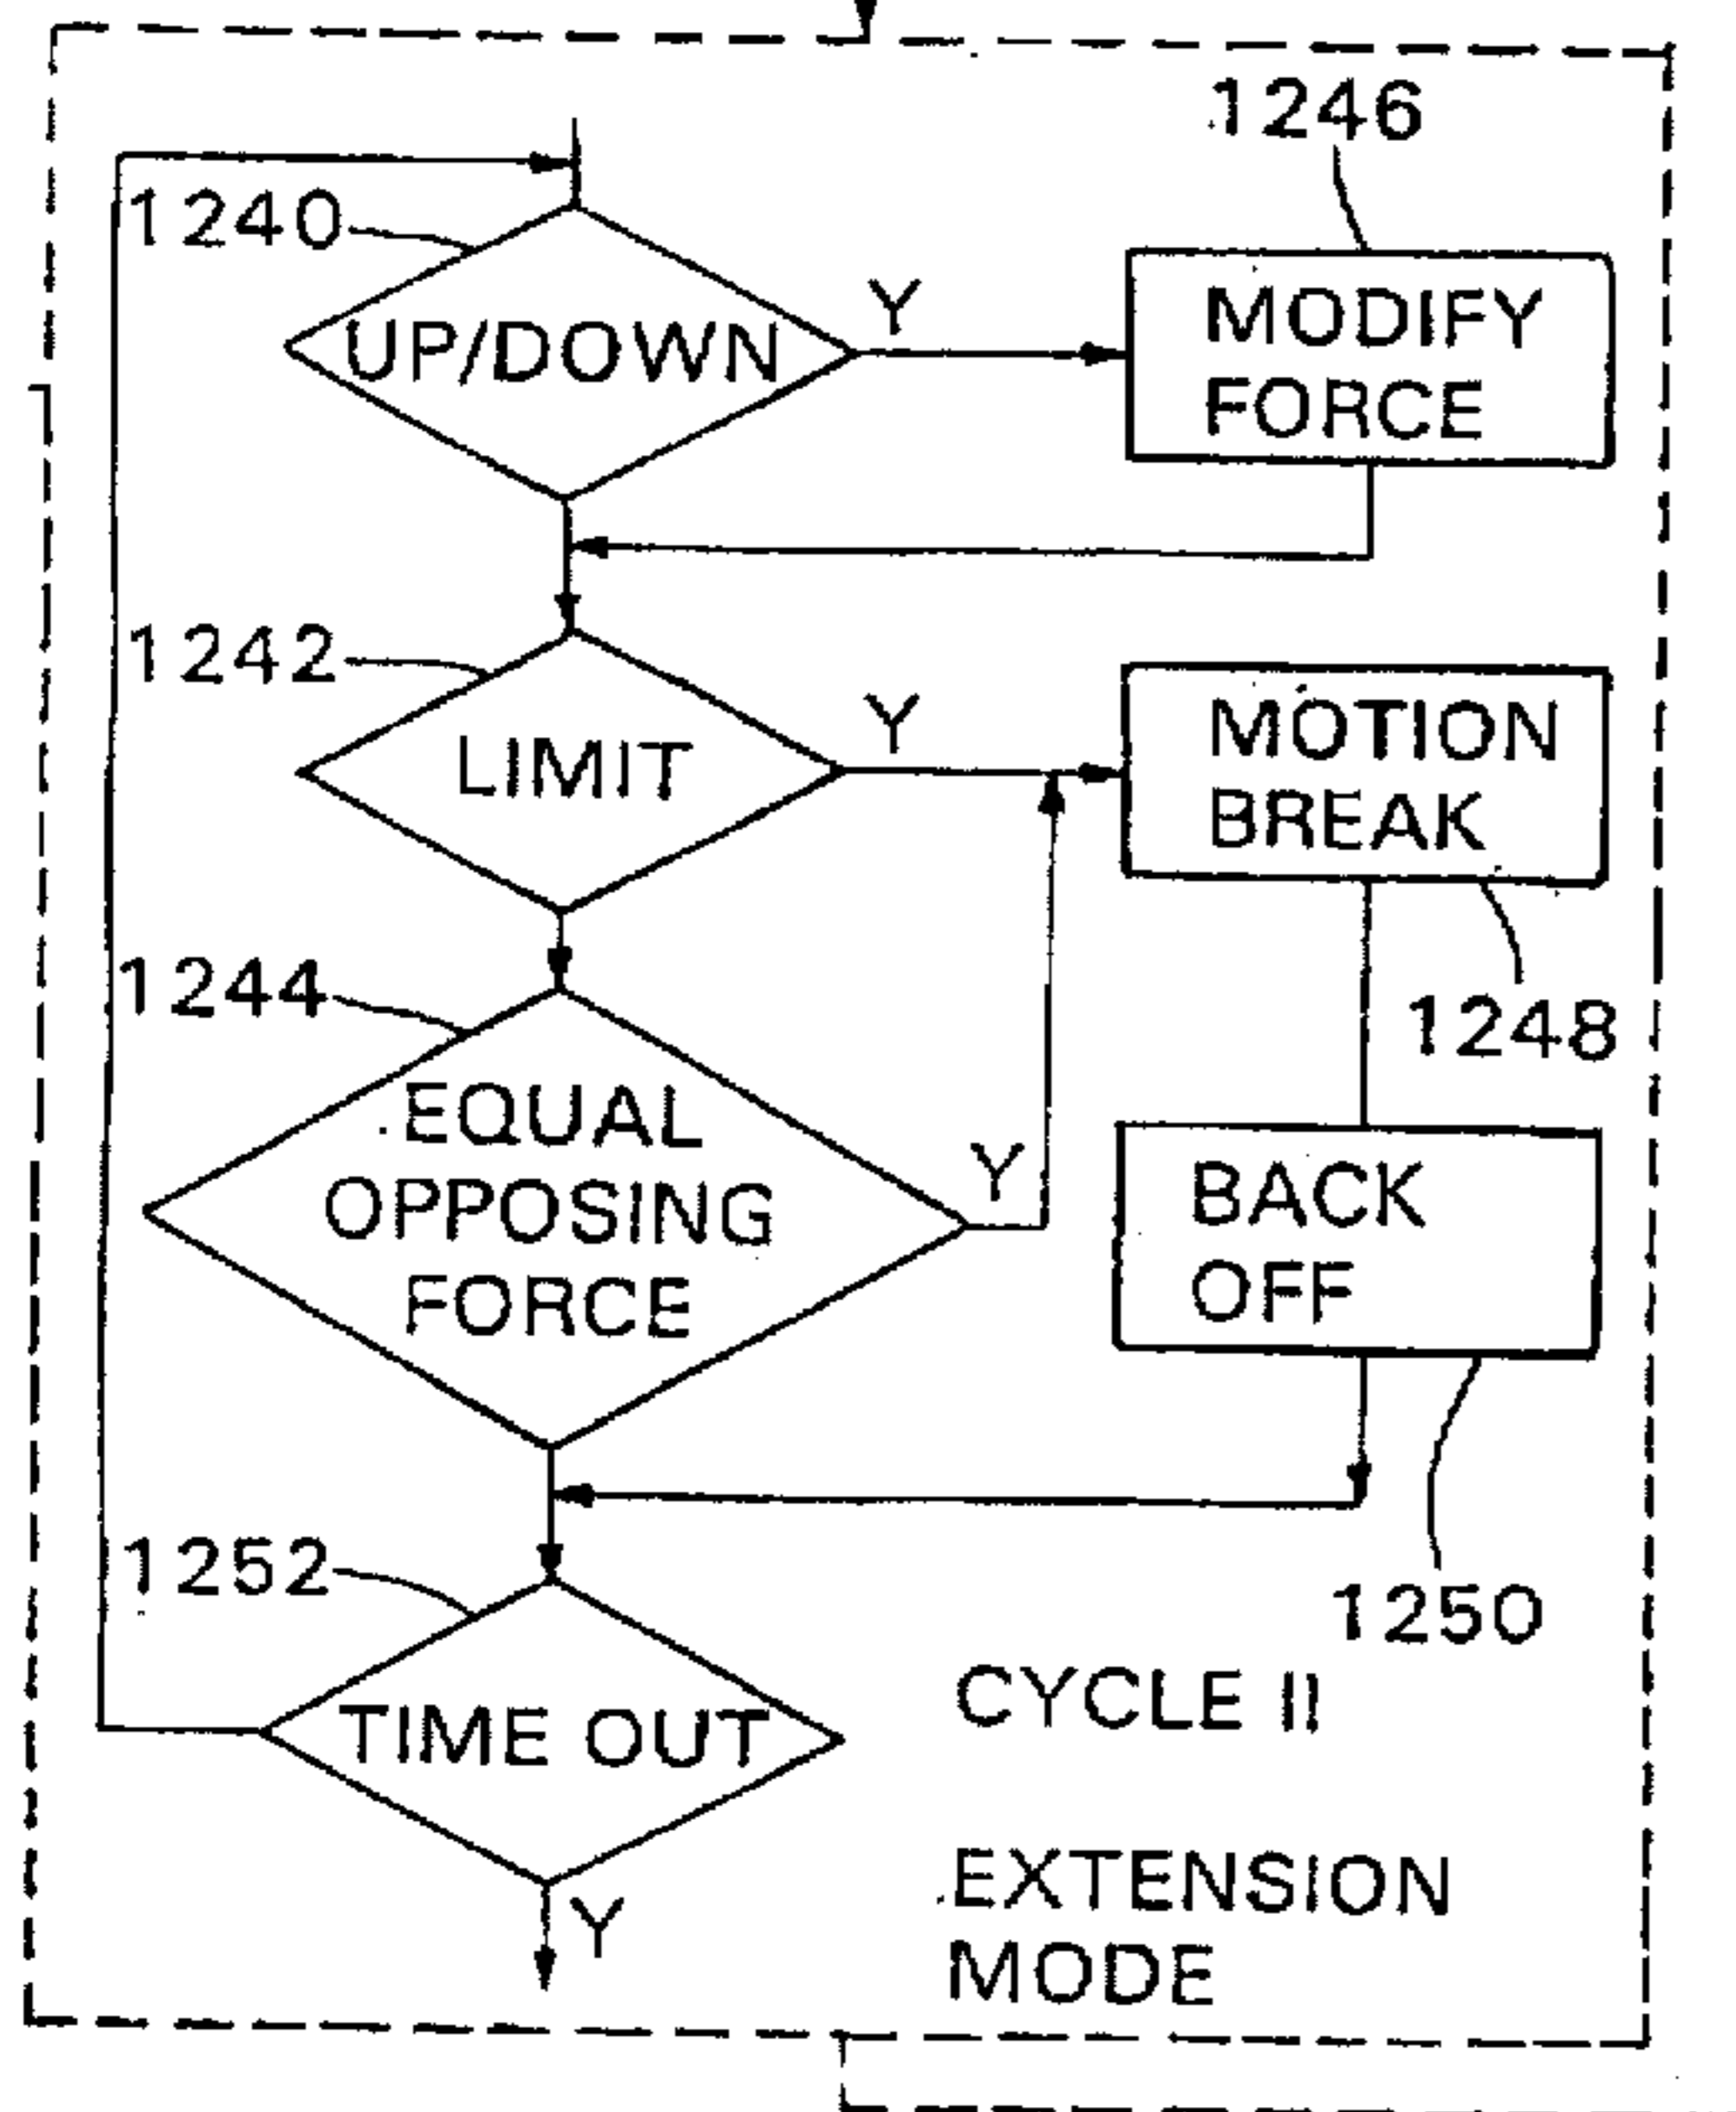 1246
1240
Y
UP/DOWN
MODIFY
FORCE
1242
Y
LIMIT
MOTION
BREAK
1244
1248
EQUAL
OPPOSING
FORCE
Y
BACK
OFF
1252
1250
TIME OUT
CYCLE II
Y
EXTENSION
MODE